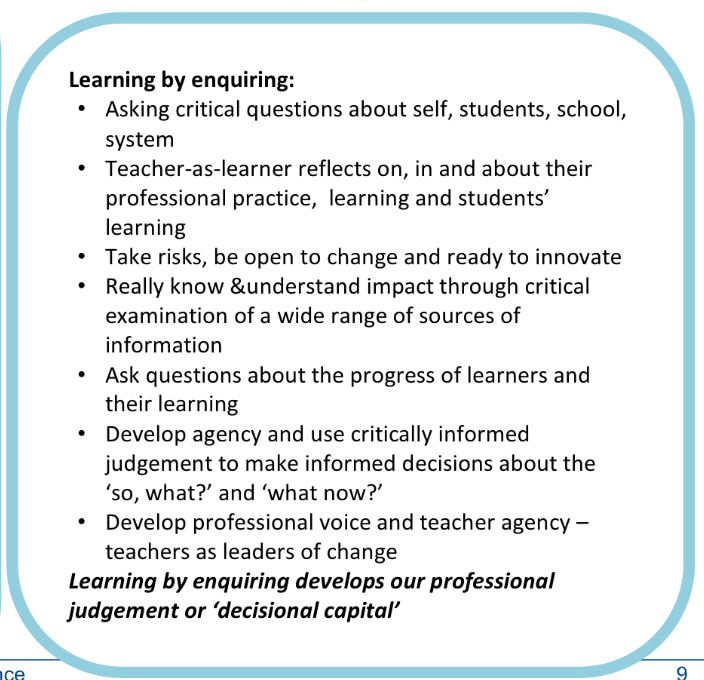 Learning by enquiring:
• Asking critical questions about self, students, school,
system
• Teacher-as-learner reflects on, in and about their
professional practice,  learning and students’
learning
• Take risks, be open to change and ready to innovate
• Really know &understand impact through critical
examination of a wide range of sources of
information
• Ask questions about the progress of learners and
their learning
• Develop agency and use critically informed
judgement to make informed decisions about the
‘so, what?’ and ‘what now?’
• Develop professional voice and teacher agency –
teachers as leaders of change
Learning by enquiring develops our professional
judgement or ‘decisional capital’
9